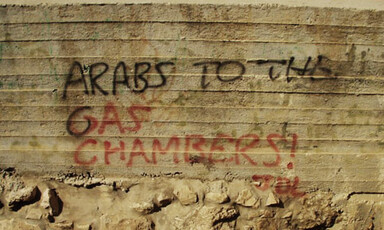 ARABS TO THE
GAS
CHAMBERS!
JDL